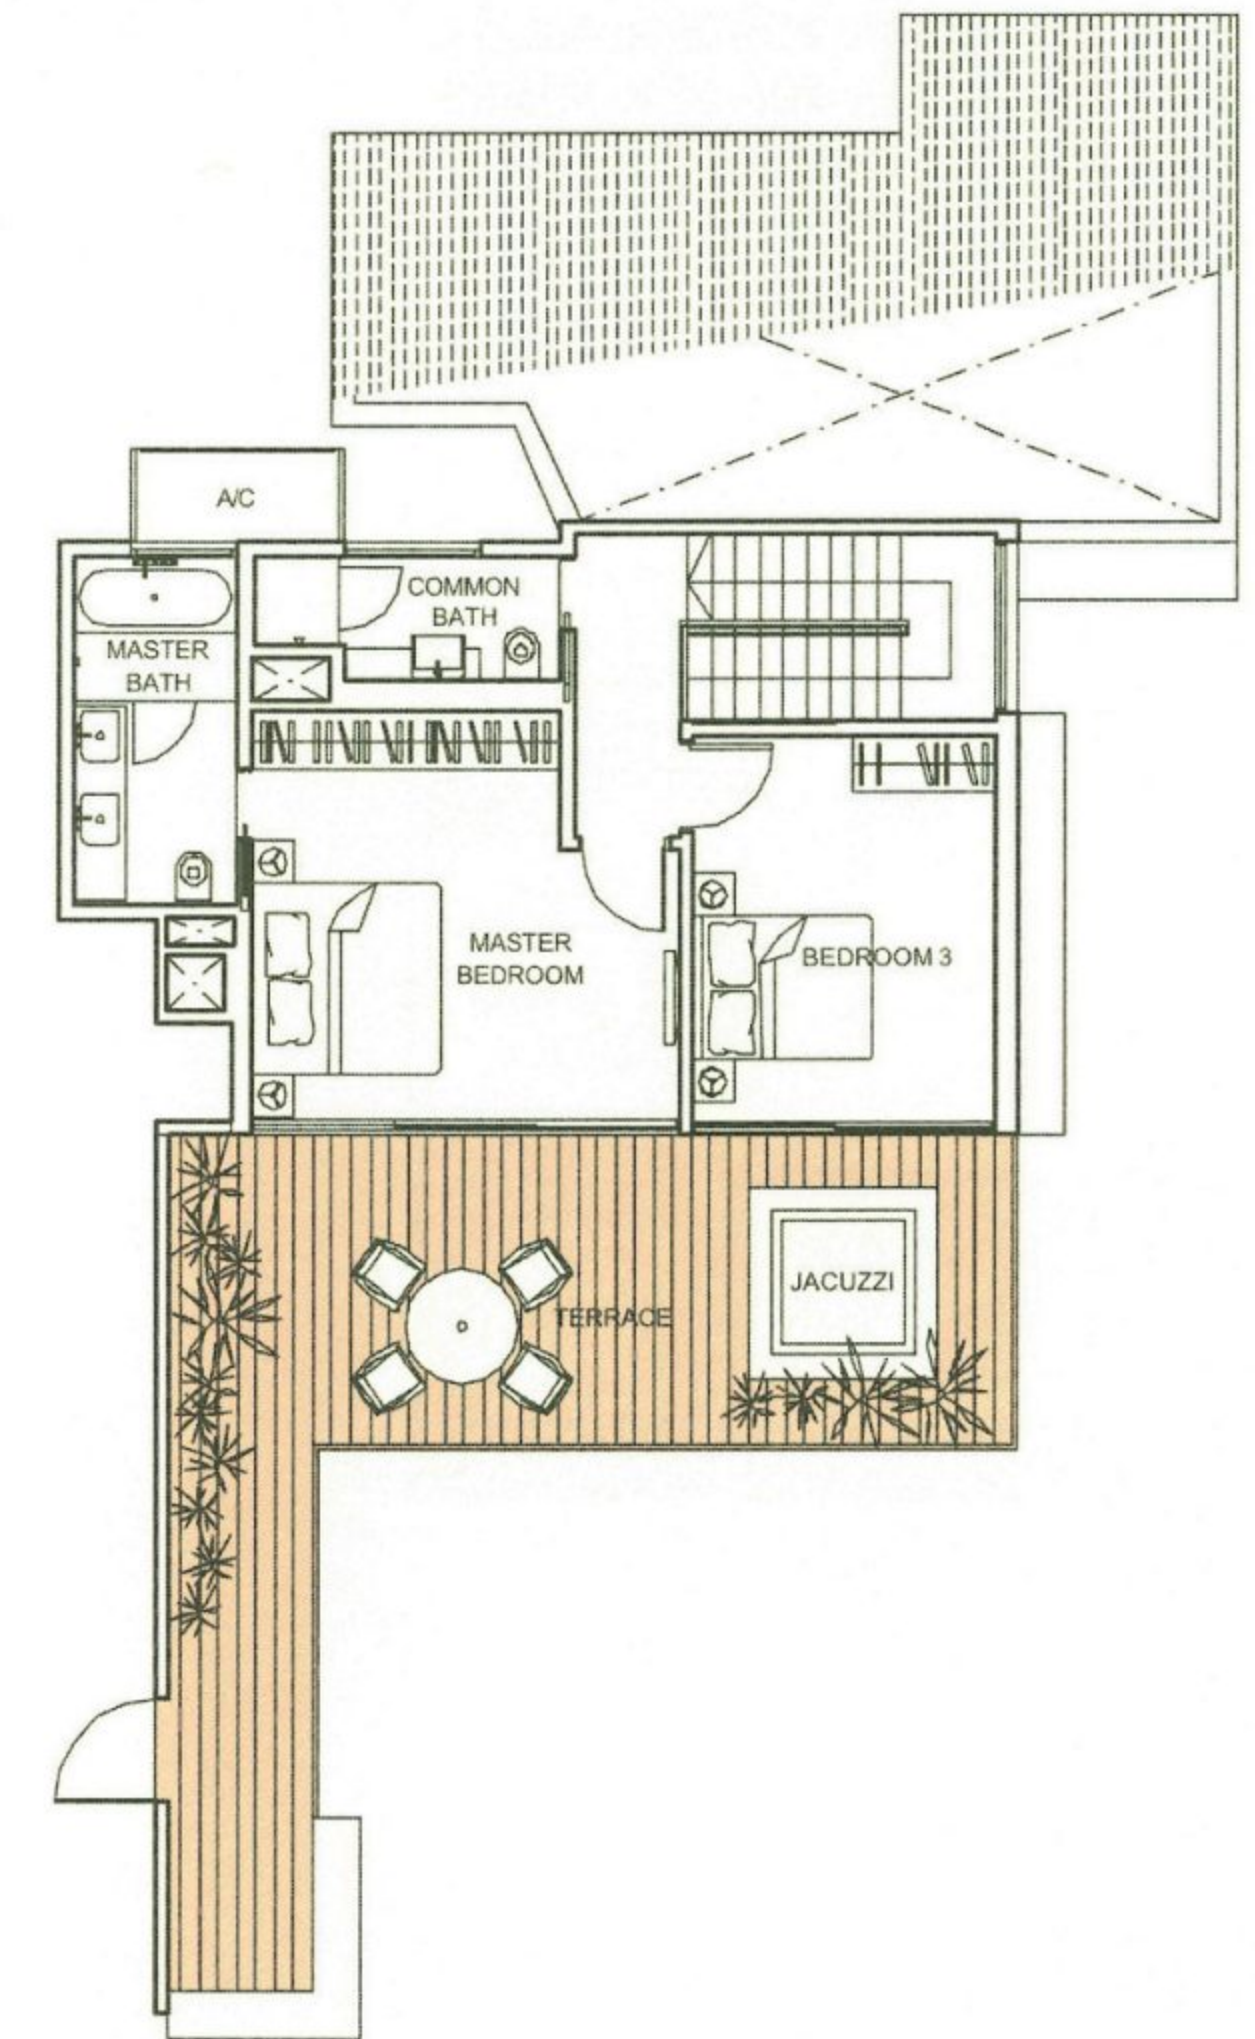 A/C
COMMON
BATH
MASTER
BATH
MASTER
BEDROOM
BEDROOM 3
JACUZZI
TERRACE